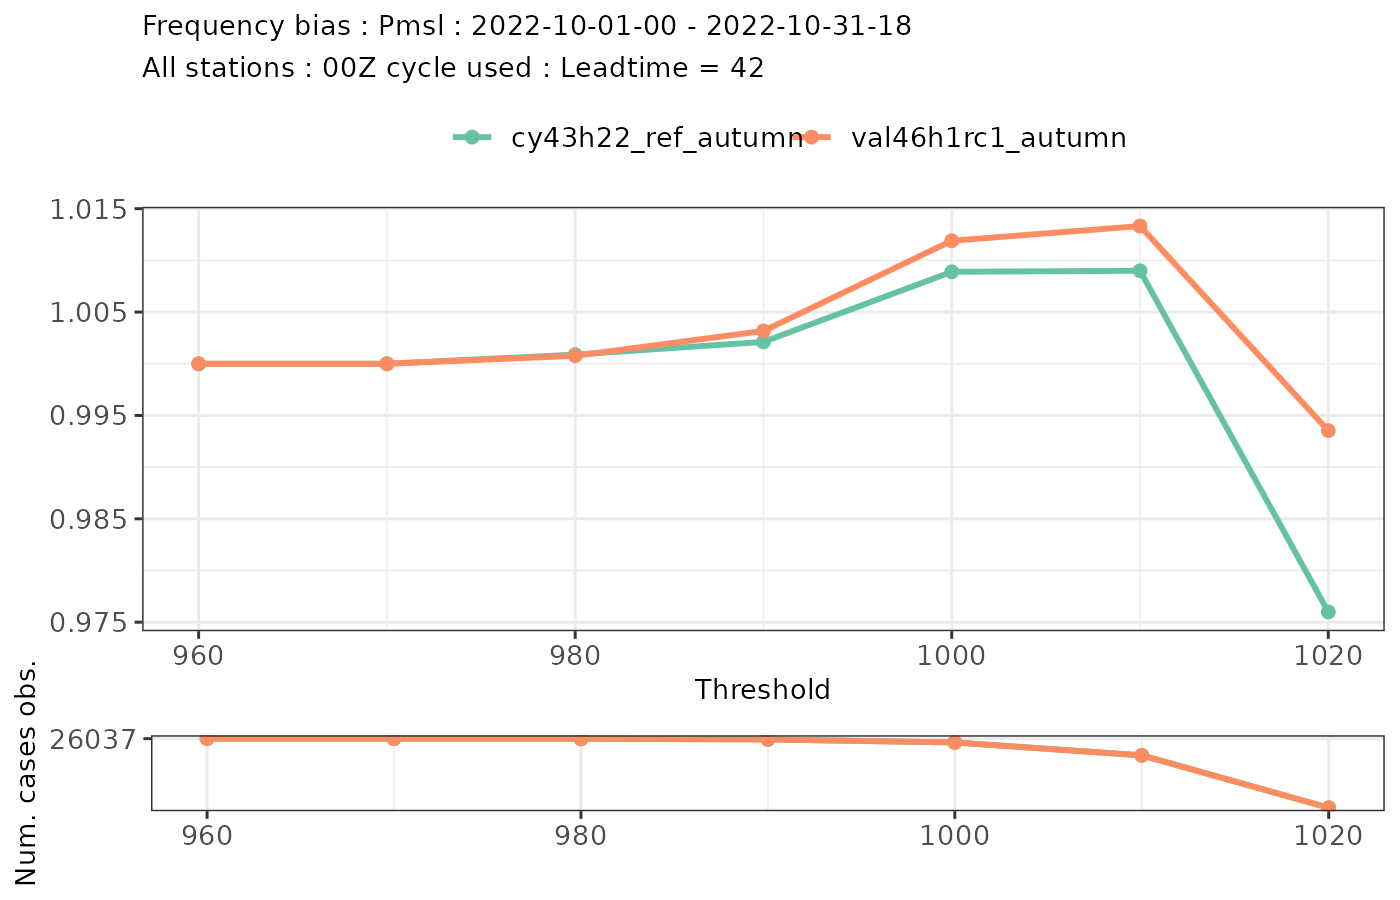 Frequency bias : Pmsl : 2022-10-01-00 - 2022-10-31-18
All stations : 00Z cycle used : Leadtime = 42
cy43h22_ref_autumn val46h1rc1_autumn
1.015
1.005
0.995
0.985
0.975
960 980 1000 1020
Threshold
Num. cases obs.
26037
960 980 1000 1020